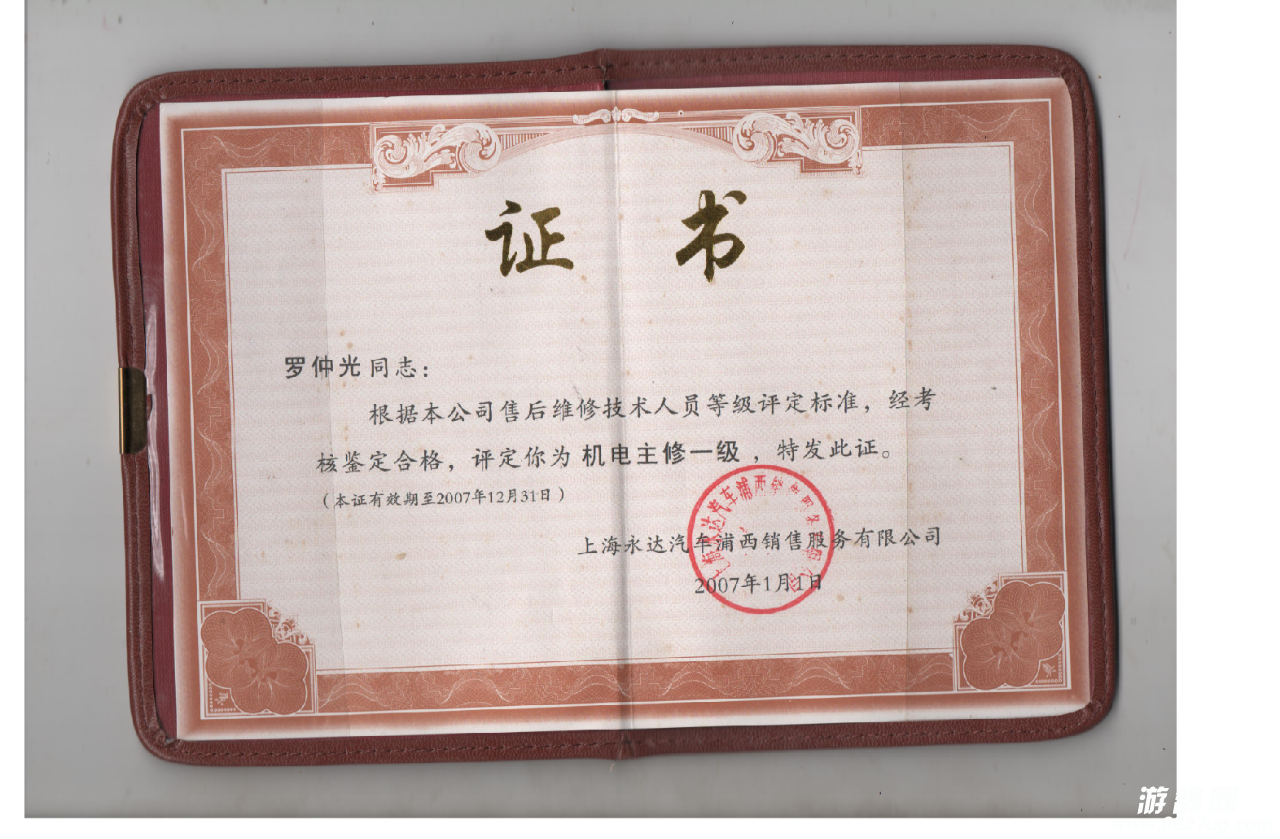 证 书
罗仲光同志：
根据本公司售后维修技术人员等级评定标准，经考
核鉴定合格，评定你为 机电主修一级 ，特发此证。
（本证有效期至2007年12月31日）
上海永达汽车浦西销售服务有限公司
2007年1月1日
游